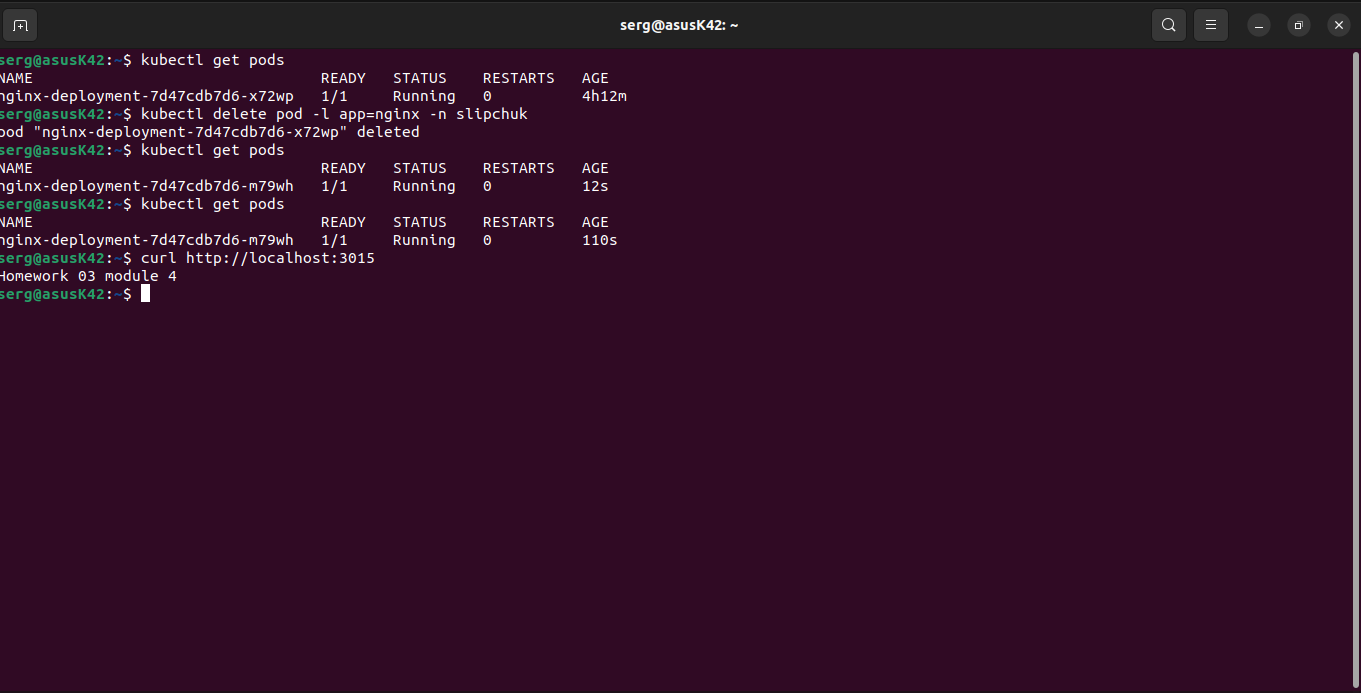 serg@asusK42: ~
serg@asusK42:~$ kubectl get pods
NAME                                READY   STATUS    RESTARTS   AGE
nginx-deployment-7d47cdb7d6-x72wp   1/1     Running   0          4h12m
serg@asusK42:~$ kubectl delete pod -l app=nginx -n slipchuk
pod "nginx-deployment-7d47cdb7d6-x72wp" deleted
serg@asusK42:~$ kubectl get pods
NAME                                READY   STATUS    RESTARTS   AGE
nginx-deployment-7d47cdb7d6-m79wh   1/1     Running   0          12s
serg@asusK42:~$ kubectl get pods
NAME                                READY   STATUS    RESTARTS   AGE
nginx-deployment-7d47cdb7d6-m79wh   1/1     Running   0          110s
serg@asusK42:~$ curl http://localhost:3015
Homework 03 module 4
serg@asusK42:~$